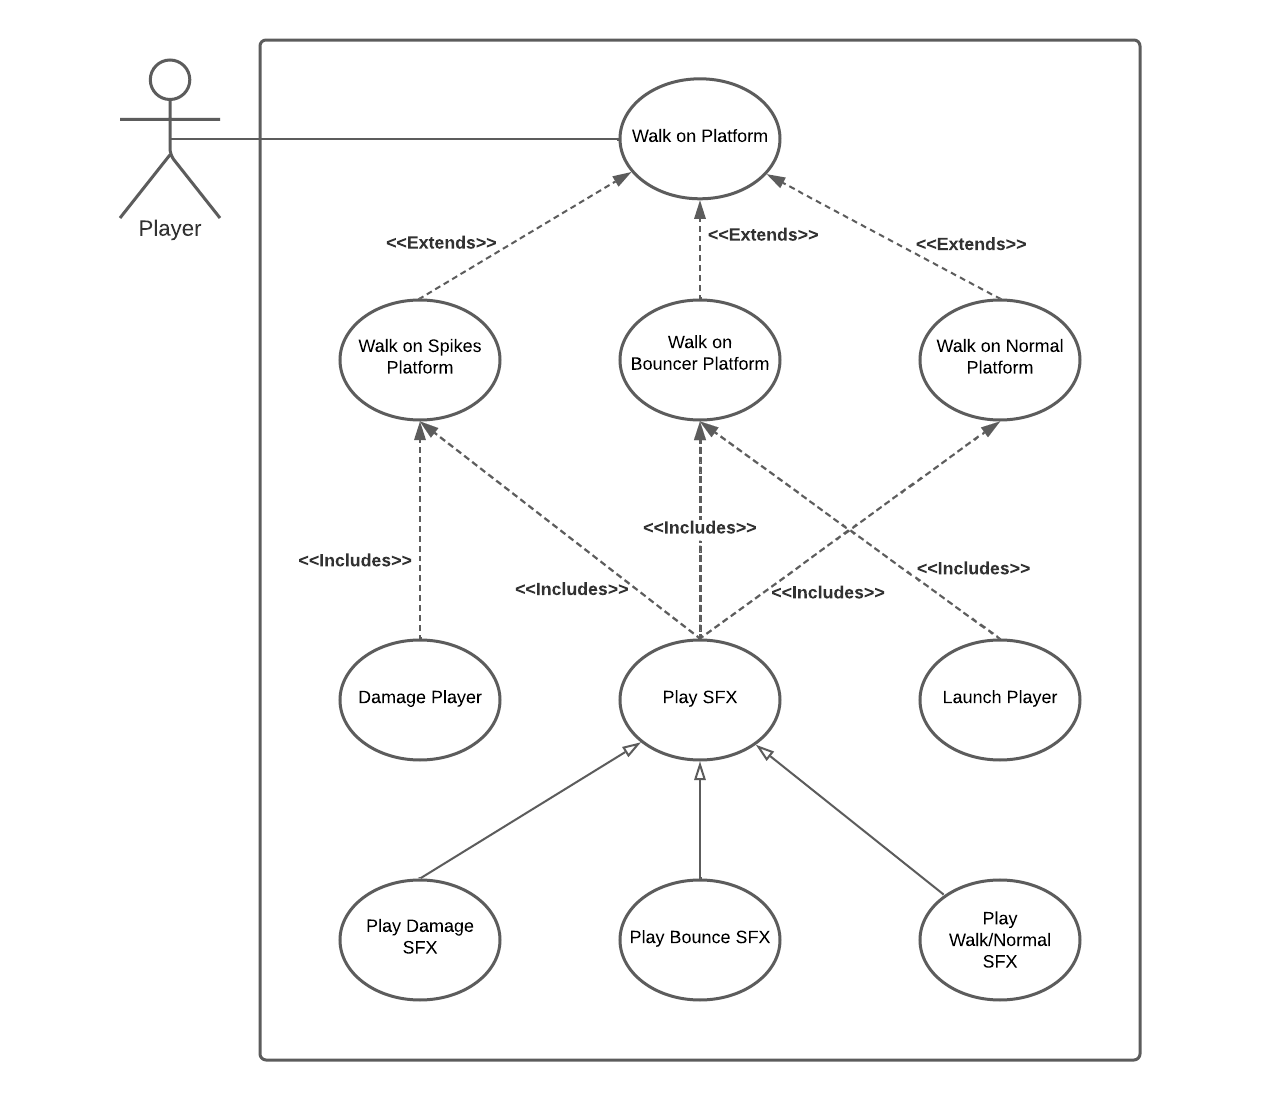 Walk on Platform
Player
<<Extends>>
<<Extends>>
<<Extends>>
Walk on Spikes
Platform
Walk on
Bouncer Platform
Walk on Normal
Platform
<<Includes>>
<<Includes>>
<<Includes>>
<<Includes>>
<<Includes>>
Damage Player
Play SFX
Launch Player
Play Damage
SFX
Play Bounce SFX
Play
Walk/Normal
SFX